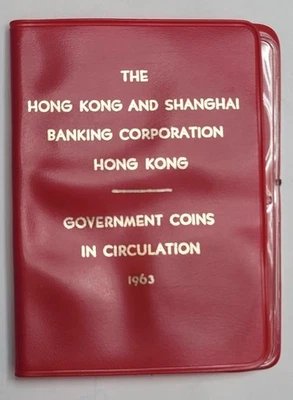 THE
HONG KONG AND SHANGHAI
BANKING CORPORATION
HONG KONG
GOVERNMENT COINS
IN CIRCULATION
1963